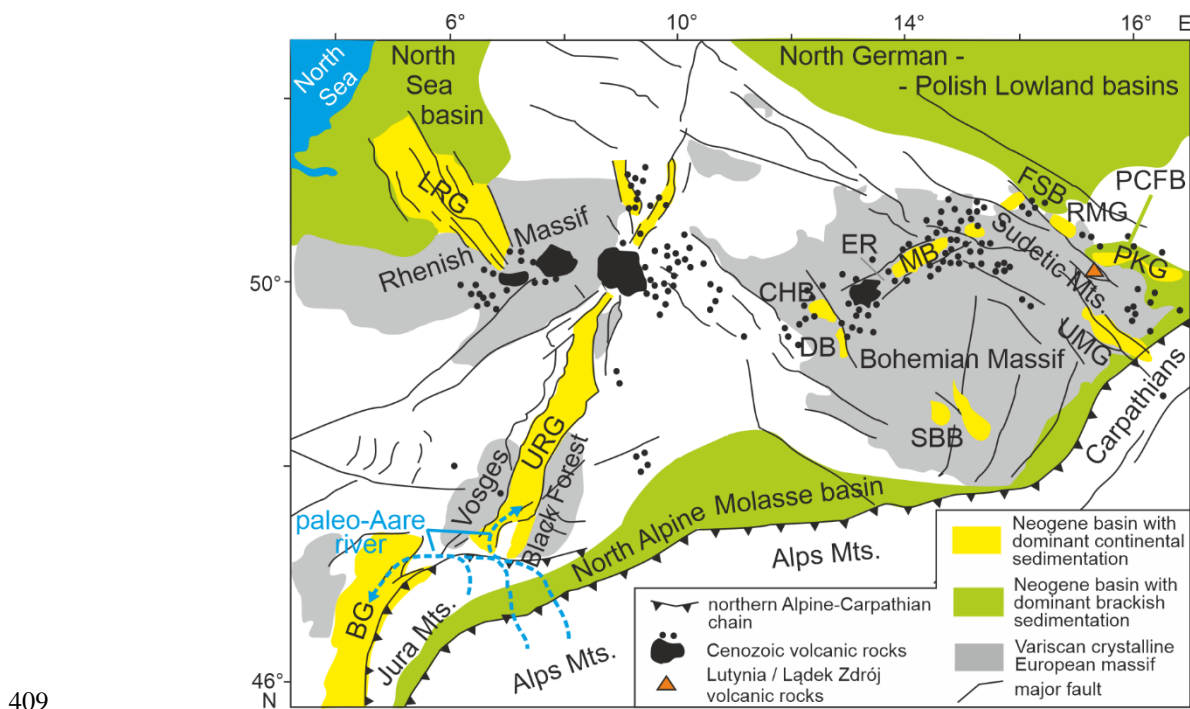 6°
10°
14°
16°
E
North Sea
North
Sea
basin
North German -
- Polish Lowland basins
LRG
Rhenish Massif
50°
FSB
PCFB
RMG
ER
MB
Sudetic Mts.
PKG
CHB
DB
Bohemian Massif
UMG
SBB
Carpathians
URG
Vosges
Black Forest
paleo-Aare
river
North Alpine Molasse basin
Alps Mts.
BG
Jura Mts.
Alps Mts.
46°
N
northern Alpine-Carpathian
chain
Cenozoic volcanic rocks
Lutynia / Lądek Zdrój
volcanic rocks
Neogene basin with
dominant continental
sedimentation
Neogene basin with
dominant brackish
sedimentation
Variscan crystalline
European massif
major fault
409